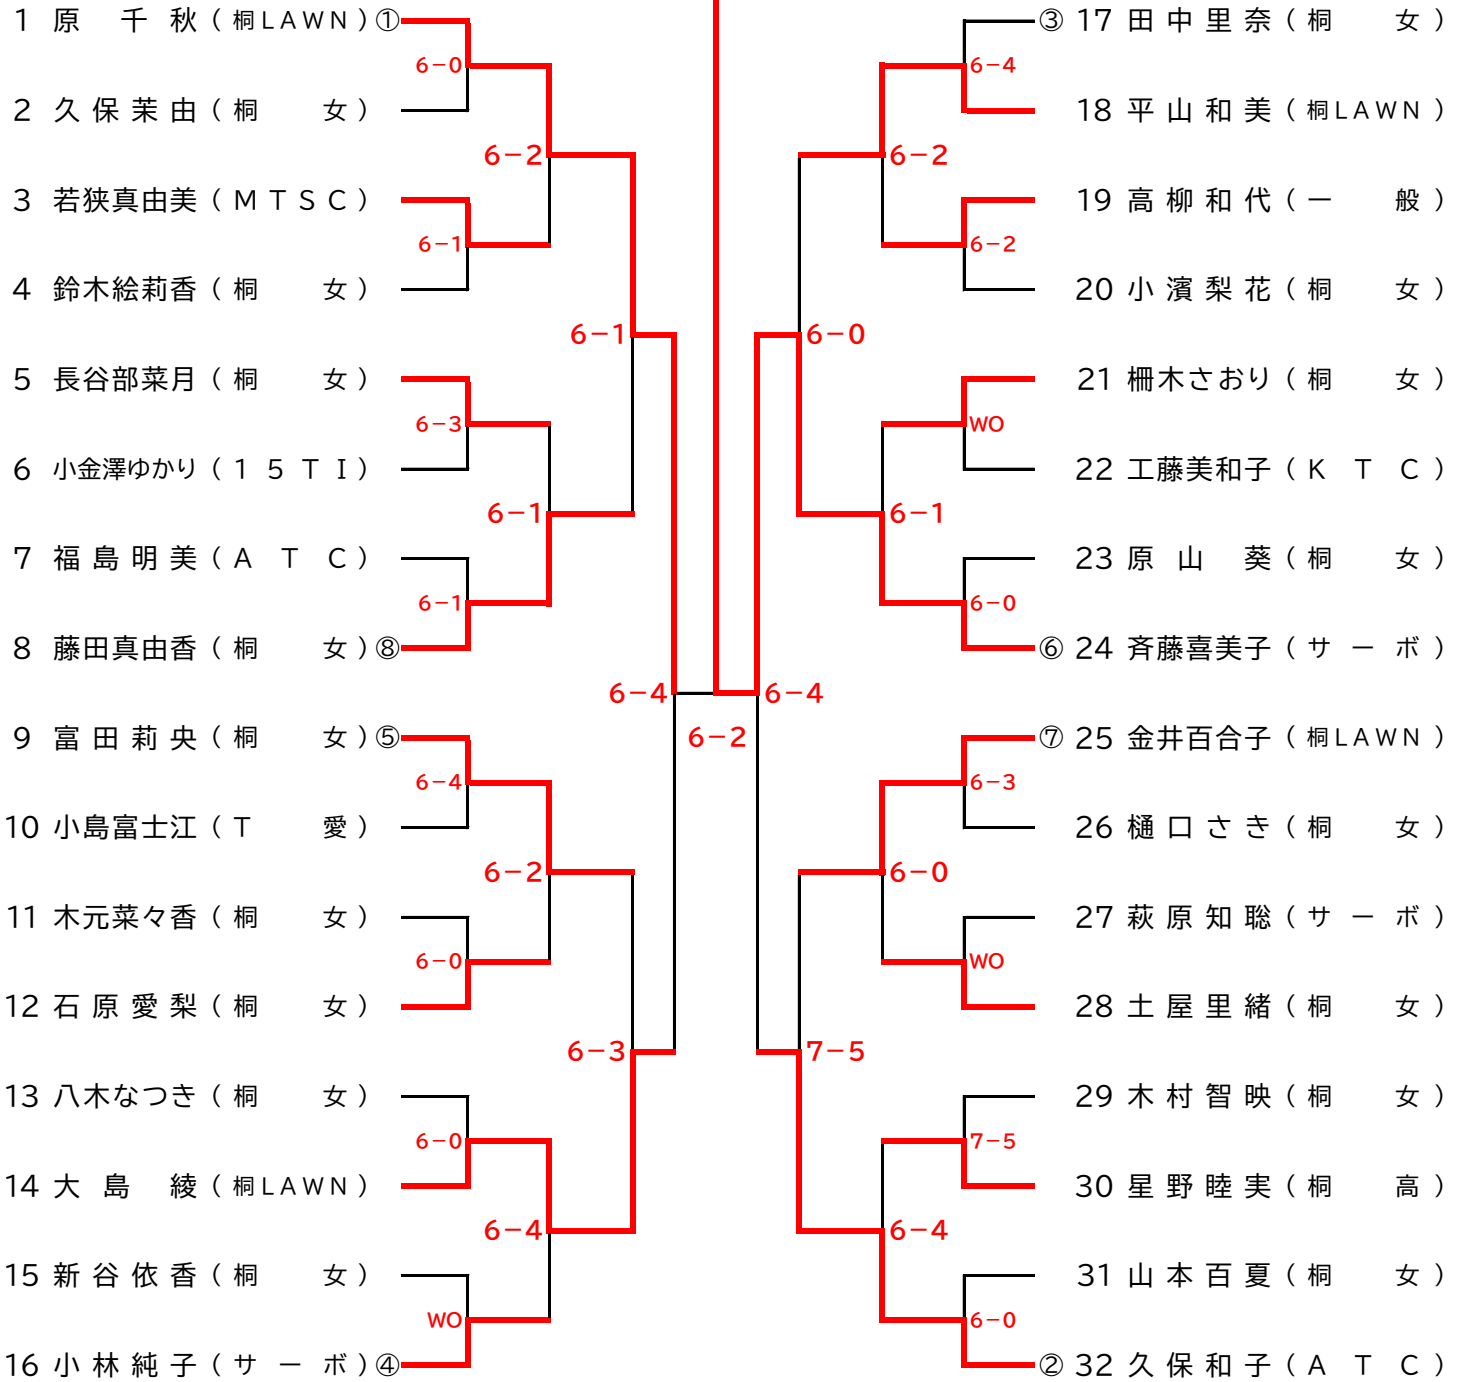 1 原 千 秋 ( 桐LAWN ) ①
6-0
2 久 保 茉 由 ( 桐 女 )
6-2
3 若狭真由美 ( M T S C )
6-1
4 鈴木絵莉香 ( 桐 女 )
6-1
5 長谷部菜月 ( 桐 女 )
6-3
6 小金澤ゆかり ( 1 5 T I )
6-1
7 福 島 明 美 ( A T C )
6-1
8 藤田真由香 ( 桐 女 ) ⑧
6-4
9 富 田 莉 央 ( 桐 女 ) ⑤
6-4
10 小島富士江 ( T 愛 )
6-2
11 木元菜々香 ( 桐 女 )
6-0
12 石 原 愛 梨 ( 桐 女 )
6-3
13 八木なつき ( 桐 女 )
6-0
14 大 島 綾 ( 桐LAWN )
6-4
15 新 谷 依 香 ( 桐 女 )
WO
16 小 林 純 子 ( サ ー ボ ) ④
6-2
③ 17 田 中 里 奈 ( 桐 女 )
6-4
18 平 山 和 美 ( 桐LAWN )
6-2
19 高 柳 和 代 ( 一 般 )
6-2
20 小 濱 梨 花 ( 桐 女 )
6-0
21 柵木さおり ( 桐 女 )
WO
22 工藤美和子 ( K T C )
6-1
23 原 山 葵 ( 桐 女 )
6-0
⑥ 24 斉藤喜美子 ( サ ー ボ )
6-4
⑦ 25 金井百合子 ( 桐LAWN )
6-3
26 樋 口 さ き ( 桐 女 )
6-0
27 萩 原 知 聡 ( サ ー ボ )
WO
28 土 屋 里 緒 ( 桐 女 )
7-5
29 木 村 智 映 ( 桐 女 )
7-5
30 星 野 睦 実 ( 桐 高 )
6-4
31 山 本 百 夏 ( 桐 女 )
6-0
② 32 久 保 和 子 ( A T C )